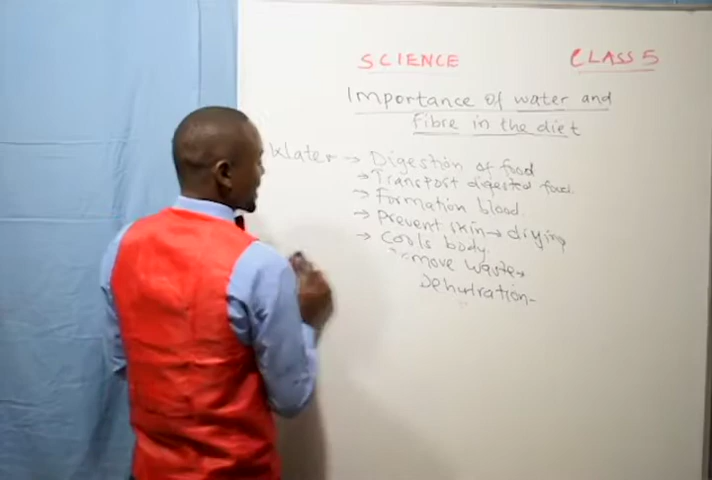 SCIENCE CLASS 5
Importance of water and
Fibre in the diet
Water → Digestion of food
→ Transport digested food
→ Formation blood
→ Prevent skin → drying
→ Cools body.
Remove waste
Dehydration